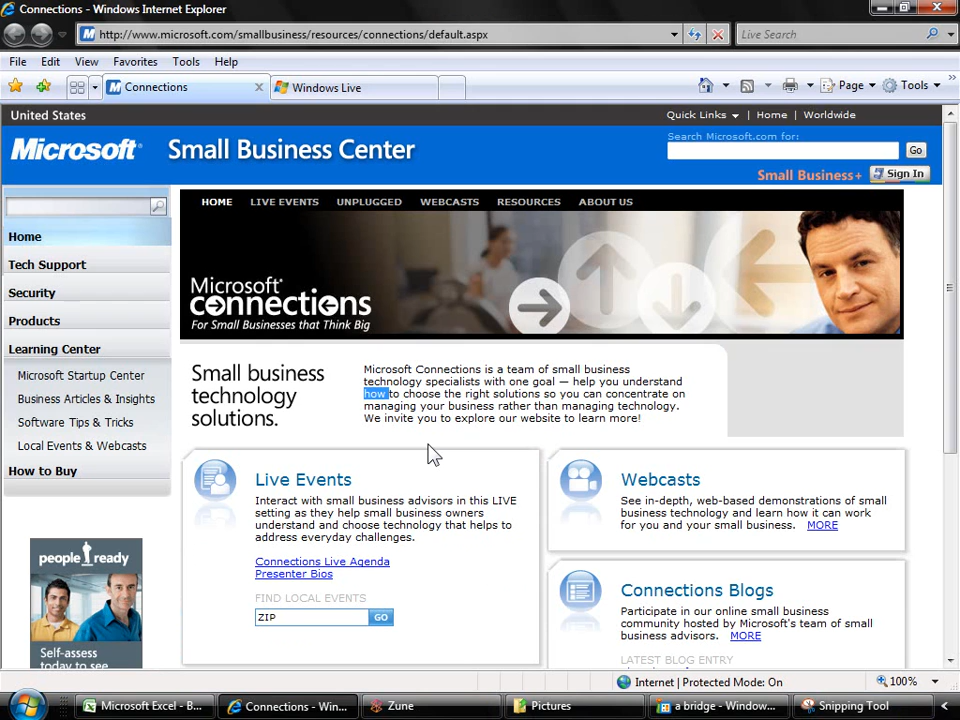 Connections - Windows Internet Explorer
http://www.microsoft.com/smallbusiness/resources/connections/default.aspx
Live Search
File Edit View Favorites Tools Help
Connections
Windows Live
Page
Tools
United States
Quick Links | Home | Worldwide
Microsoft® Small Business Center
Search Microsoft.com for:
Go
Small Business+ Sign In
HOME LIVE EVENTS UNPLUGGED WEBCASTS RESOURCES ABOUT US
Home
Tech Support
Security
Products
Learning Center
Microsoft Startup Center
Business Articles & Insights
Software Tips & Tricks
Local Events & Webcasts
How to Buy
people ready
Self-assess
today to see
Microsoft®
connections
For Small Businesses that Think Big
Small business
technology
solutions.
Microsoft Connections is a team of small business
technology specialists with one goal — help you understand
how to choose the right solutions so you can concentrate on
managing your business rather than managing technology.
We invite you to explore our website to learn more!
Live Events
Interact with small business advisors in this LIVE
setting as they help small business owners
understand and choose technology that helps to
address everyday challenges.
Connections Live Agenda
Presenter Bios
FIND LOCAL EVENTS
ZIP GO
Webcasts
See in-depth, web-based demonstrations of small
business technology and learn how it can work
for you and your small business. MORE
Connections Blogs
Participate in our online small business
community hosted by Microsoft's team of small
business advisors. MORE
LATEST BLOG ENTRY
Internet | Protected Mode: On
100%
Microsoft Excel - B...
Connections - Win...
Zune
Pictures
a bridge - Window...
Snipping Tool